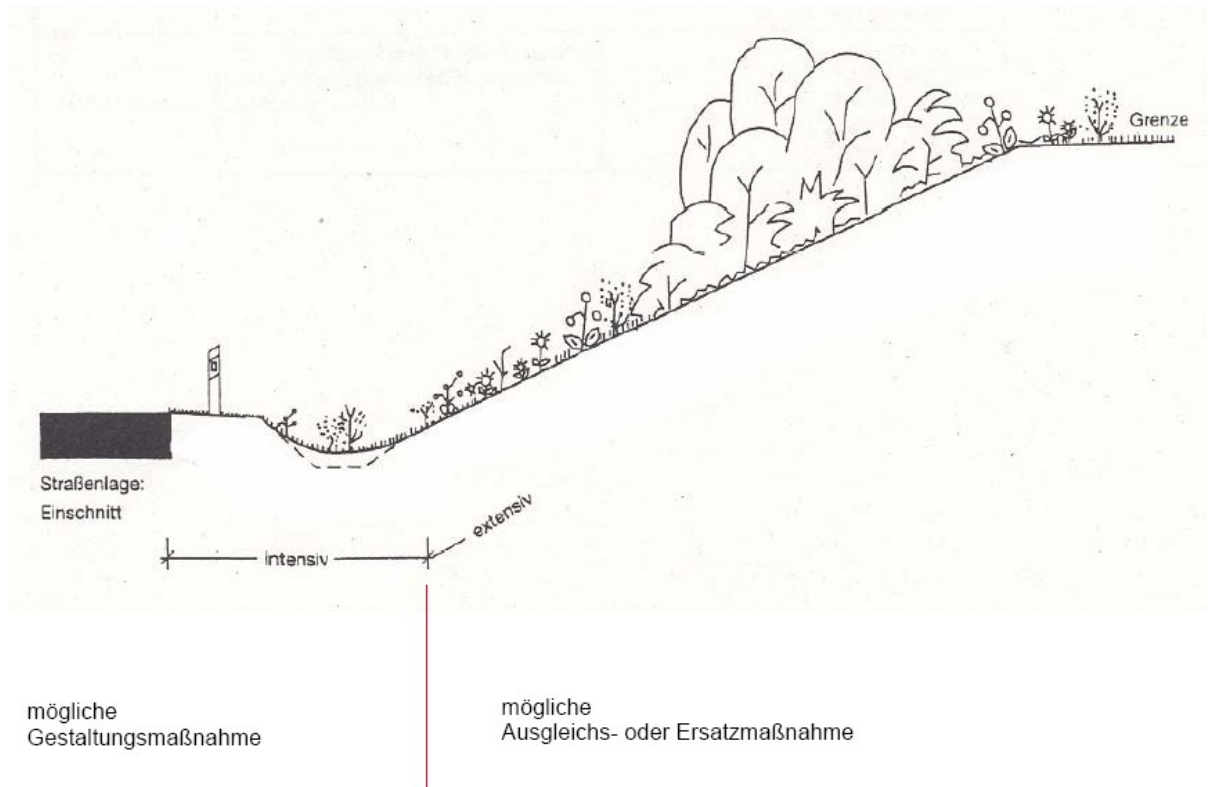 Grenze
Straßenlage:
Einschnitt
intensiv
extensiv
mögliche
Gestaltungsmaßnahme
mögliche
Ausgleichs- oder Ersatzmaßnahme